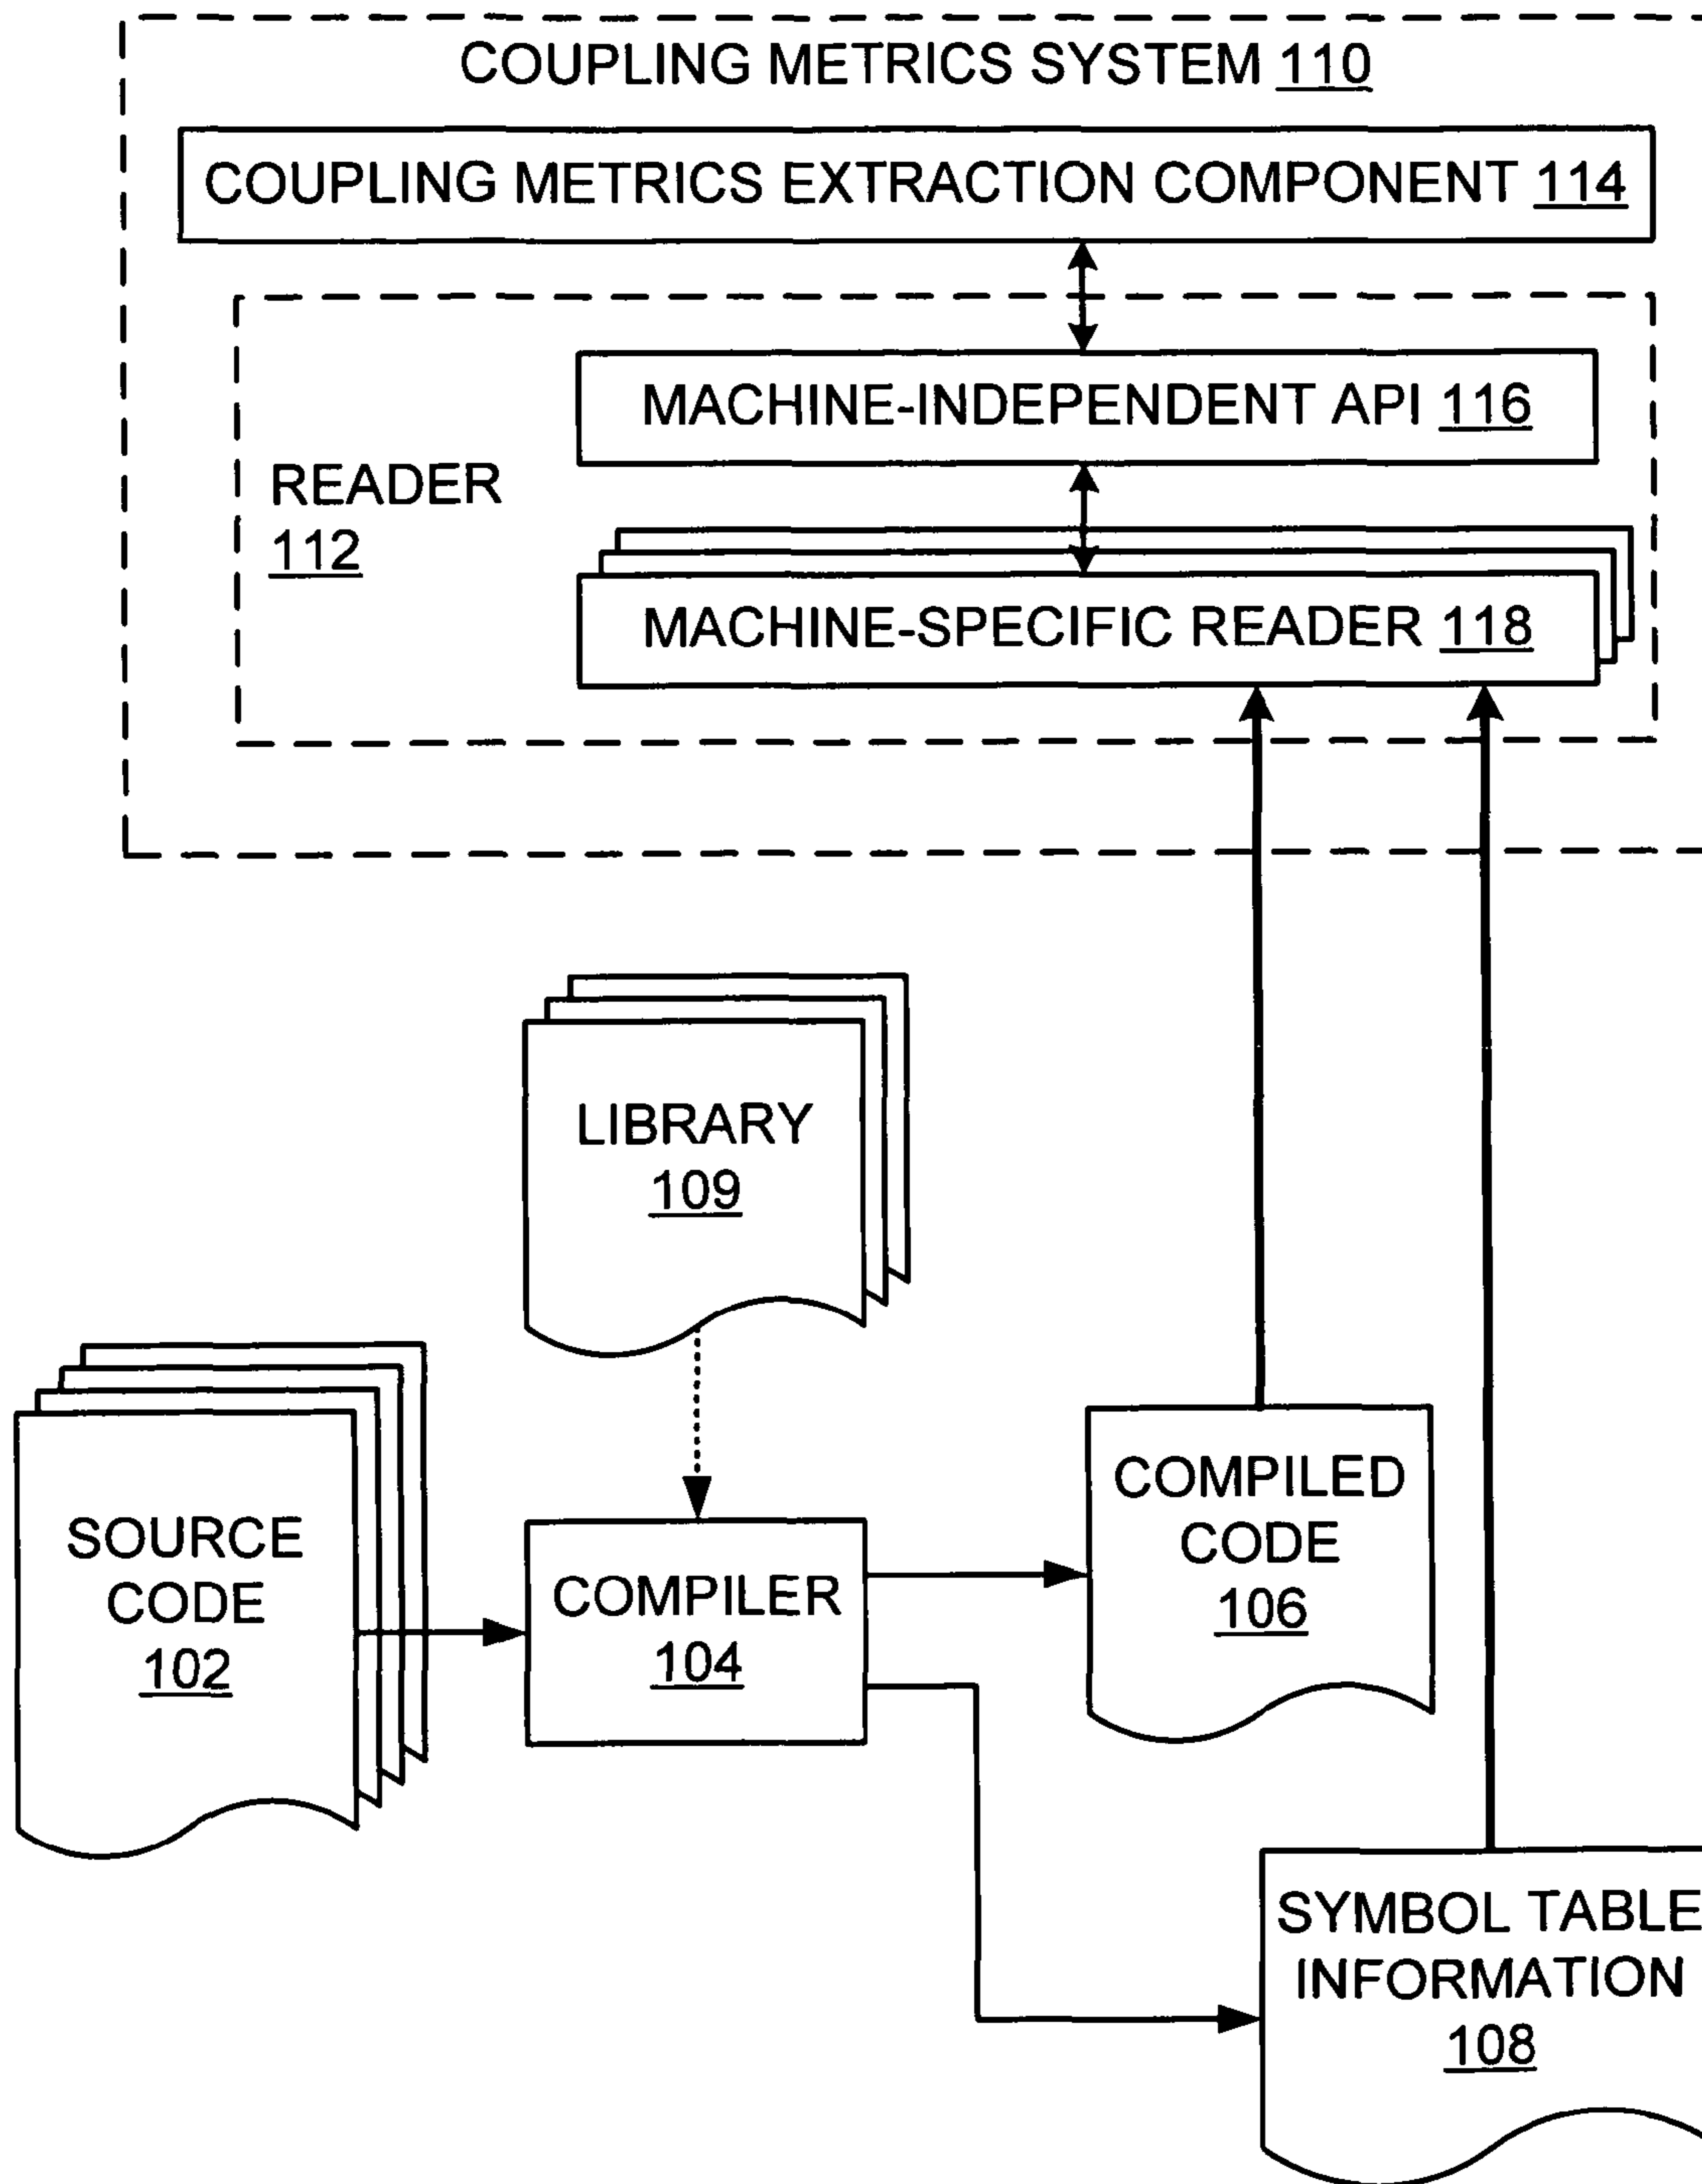 COUPLING METRICS SYSTEM 110
COUPLING METRICS EXTRACTION COMPONENT 114
MACHINE-INDEPENDENT API 116
READER
112
MACHINE-SPECIFIC READER 118
LIBRARY
109
SOURCE
CODE
102
COMPILER
104
COMPILED
CODE
106
SYMBOL TABLE
INFORMATION
108